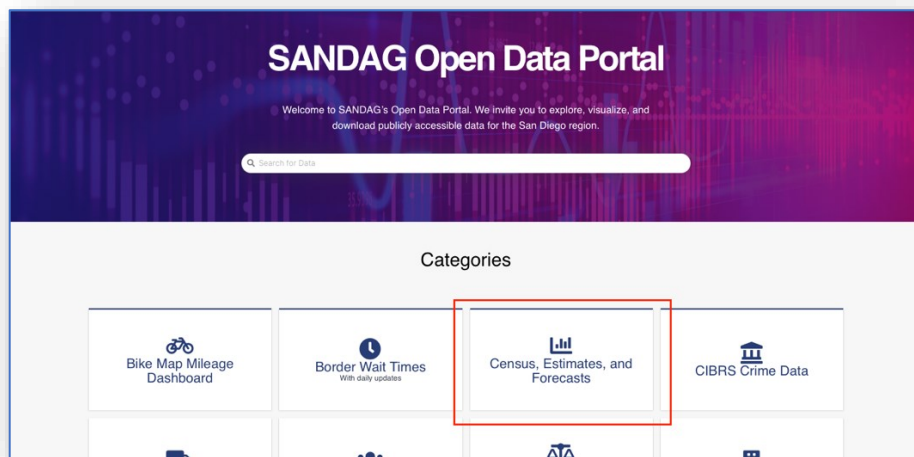 SANDAG Open Data Portal
Welcome to SANDAG's Open Data Portal. We invite you to explore, visualize, and
download publicly accessible data for the San Diego region.
Search for Data
Categories
Bike Map Mileage
Dashboard
Border Wait Times
With daily updates
Census, Estimates, and
Forecasts
CIBRS Crime Data